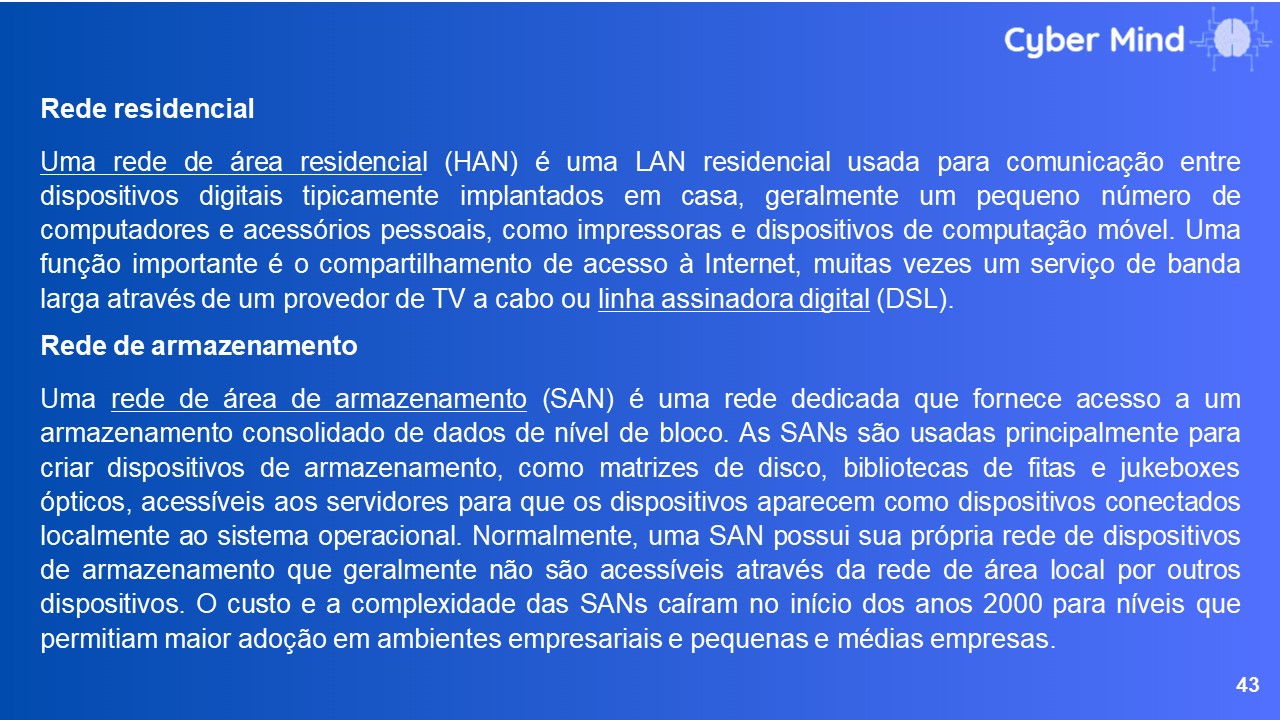 Cyber Mind
Rede residencial
Uma rede de área residencial (HAN) é uma LAN residencial usada para comunicação entre
dispositivos digitais tipicamente implantados em casa, geralmente um pequeno número de
computadores e acessórios pessoais, como impressoras e dispositivos de computação móvel. Uma
função importante é o compartilhamento de acesso à Internet, muitas vezes um serviço de banda
larga através de um provedor de TV a cabo ou linha assinadora digital (DSL).
Rede de armazenamento
Uma rede de área de armazenamento (SAN) é uma rede dedicada que fornece acesso a um
armazenamento consolidado de dados de nível de bloco. As SANs são usadas principalmente para
criar dispositivos de armazenamento, como matrizes de disco, bibliotecas de fitas e jukeboxes
ópticos, acessíveis aos servidores para que os dispositivos aparecem como dispositivos conectados
localmente ao sistema operacional. Normalmente, uma SAN possui sua própria rede de dispositivos
de armazenamento que geralmente não são acessíveis através da rede de área local por outros
dispositivos. O custo e a complexidade das SANs caíram no início dos anos 2000 para níveis que
permitiam maior adoção em ambientes empresariais e pequenas e médias empresas.
43